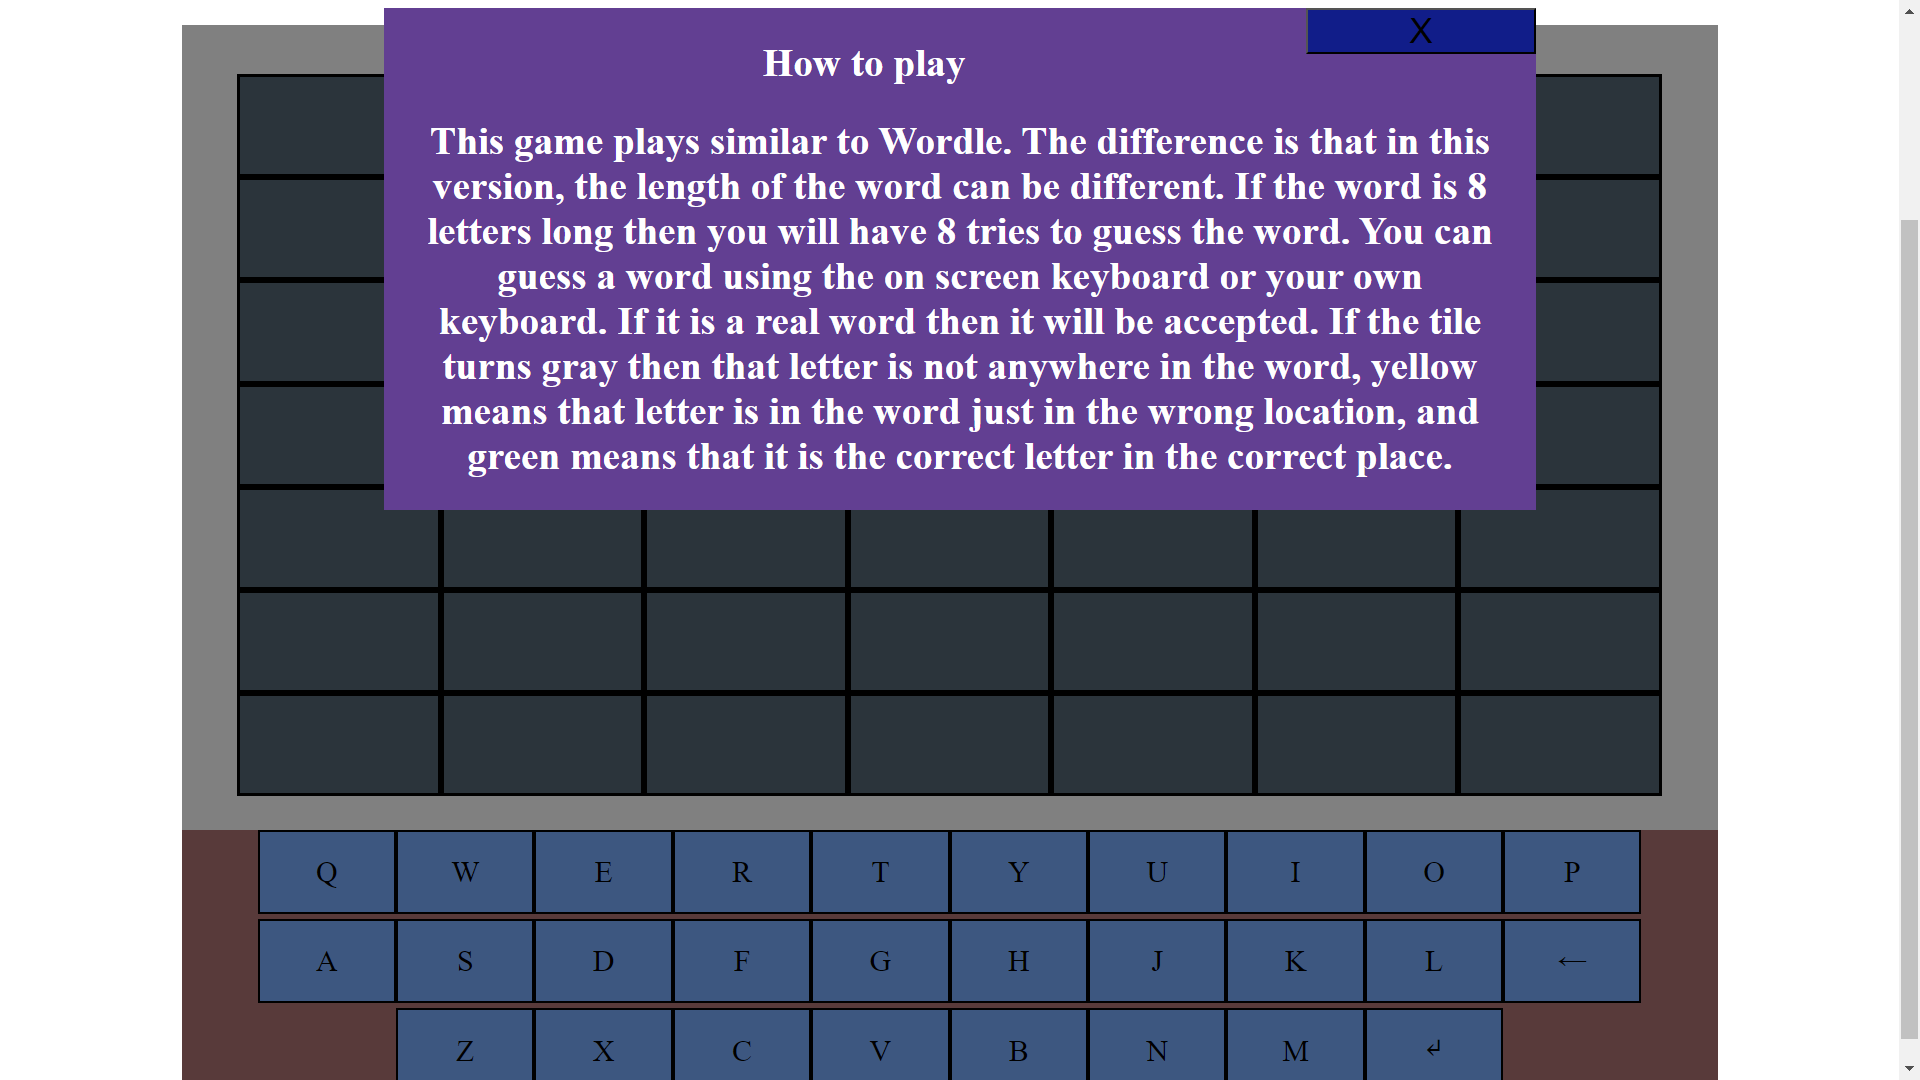 X
How to play
This game plays similar to Wordle. The difference is that in this
version, the length of the word can be different. If the word is 8
letters long then you will have 8 tries to guess the word. You can
guess a word using the on screen keyboard or your own
keyboard. If it is a real word then it will be accepted. If the tile
turns gray then that letter is not anywhere in the word, yellow
means that letter is in the word just in the wrong location, and
green means that it is the correct letter in the correct place.
Q W E R T Y U I O P
A S D F G H J K L ←
Z X C V B N M ↲